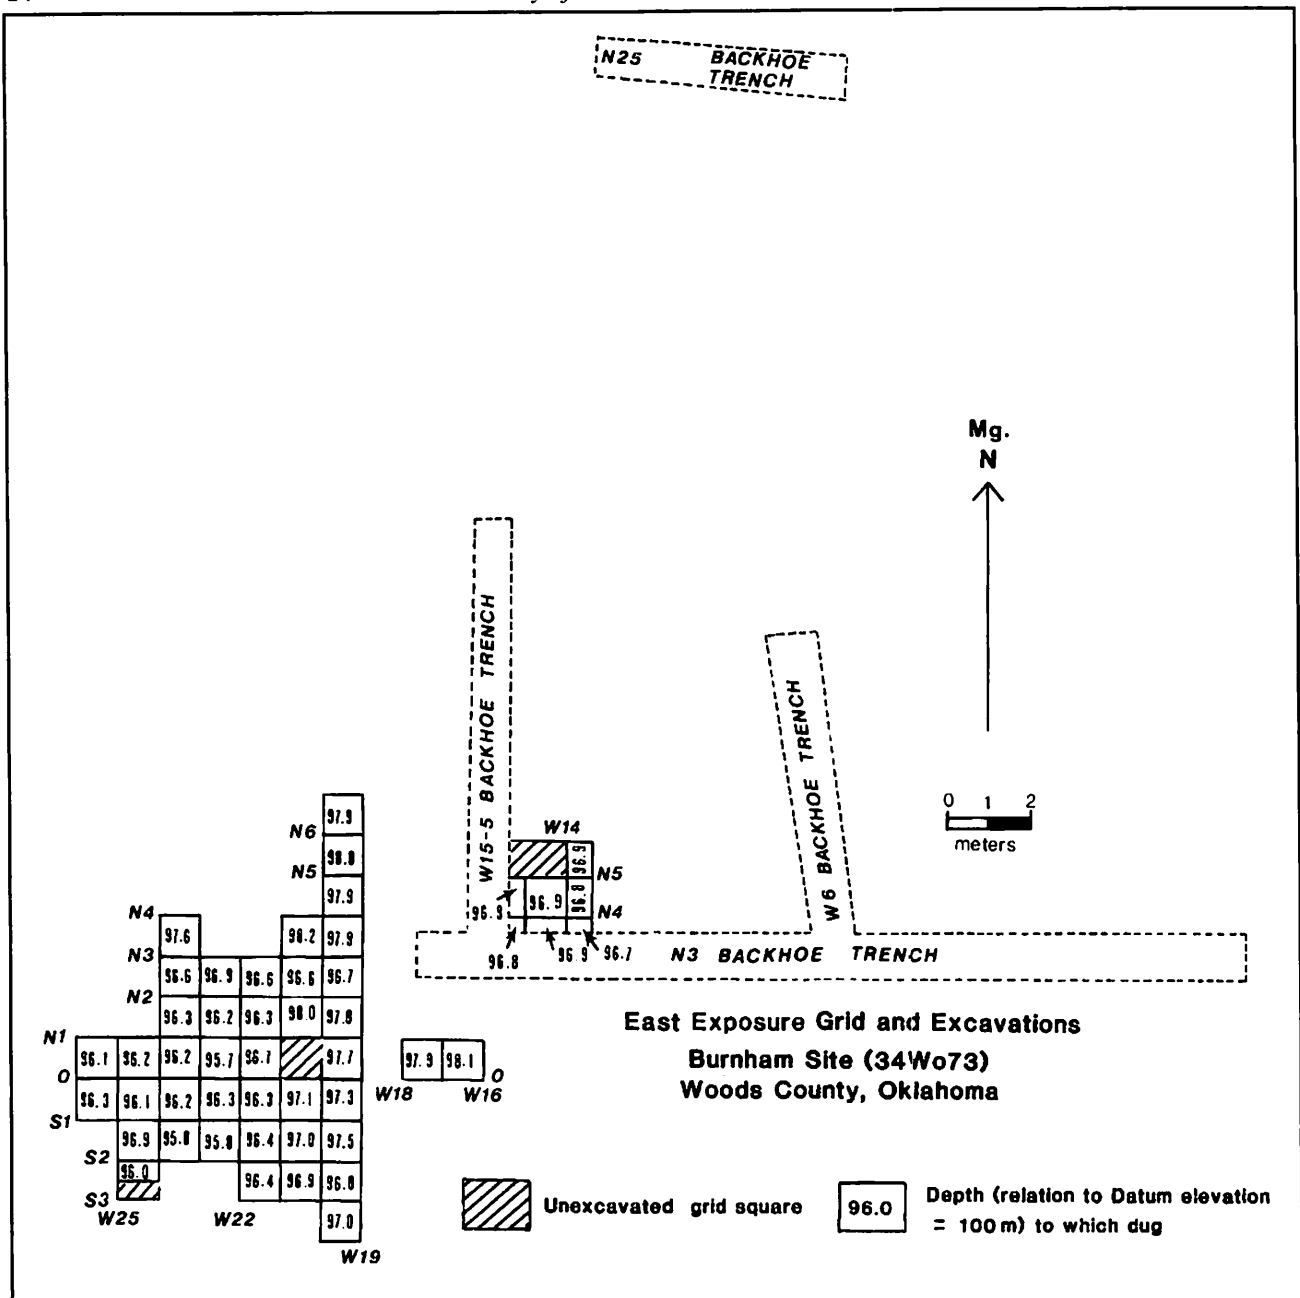 N25 BACKHOE
TRENCH
Mg.
N
W15-5 BACKHOE TRENCH
W6 BACKHOE TRENCH
0 1 2
meters
97.9
N6
W14
98.8
96.9
N5
N5
97.9
96.9
96.9
96.8
N4
N4
97.6
98.2
97.9
96.8
96.9
96.7
N3 BACKHOE TRENCH
N3
96.6
96.9
96.6
96.6
96.7
N2
96.3
96.2
96.3
98.0
97.8
East Exposure Grid and Excavations
Burnham Site (34Wo73)
Woods County, Oklahoma
N1
96.1
96.2
96.2
95.7
96.7
97.7
97.9
98.1
0
0
W18
W16
96.3
96.1
96.2
96.3
96.3
97.1
97.3
S1
96.9
95.8
95.8
96.4
97.0
97.5
S2
96.0
96.4
96.9
96.8
S3
W25
W22
97.0
W19
Unexcavated grid square
96.0
Depth (relation to Datum elevation
= 100 m) to which dug